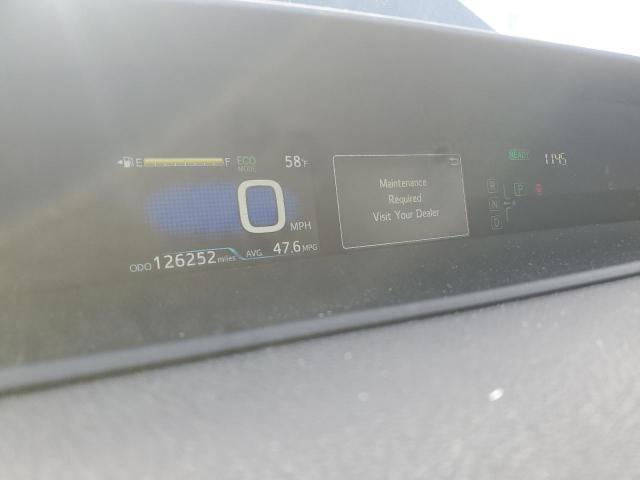 E F ECO MODE 58°F
0 MPH
ODO 126252 miles AVG. 47.6 MPG
Maintenance
Required
Visit Your Dealer
READY 11:45
R
N P
D